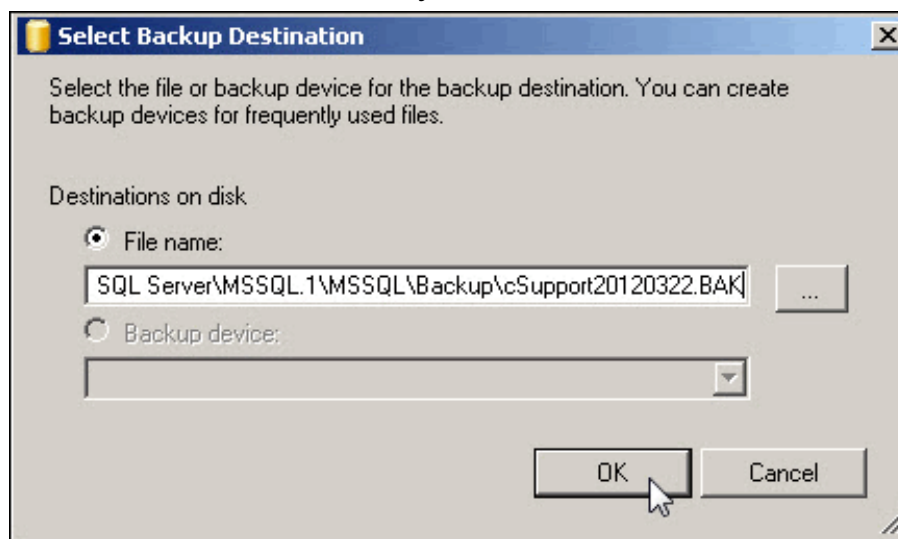 Select Backup Destination
Select the file or backup device for the backup destination. You can create
backup devices for frequently used files.
Destinations on disk
File name:
SQL Server\MSSQL.1\MSSQL\Backup\cSupport20120322.BAK
...
Backup device:
OK
Cancel